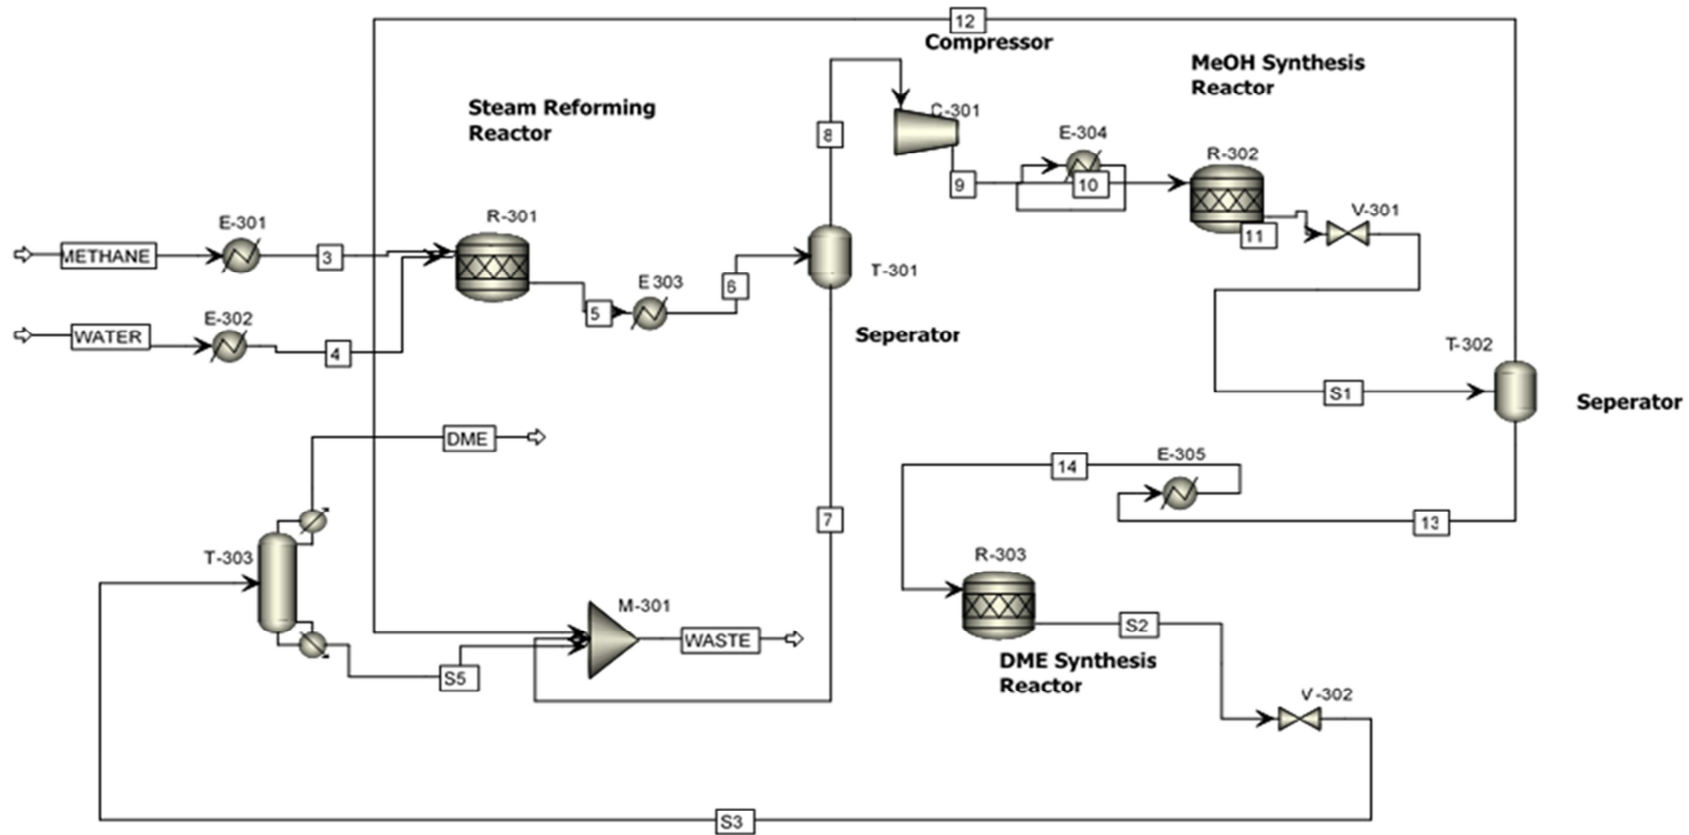 12
Compressor
MeOH Synthesis
Reactor
Steam Reforming
Reactor
C-301
8
E-304
R-302
9
10
11
V-301
E-301
R-301
METHANE
3
E 303
5
6
T-301
E-302
WATER
4
Seperator
T-302
S1
Seperator
DME
14
E-305
7
13
T-303
R-303
M-301
S2
WASTE
S5
DME Synthesis
Reactor
V-302
S3